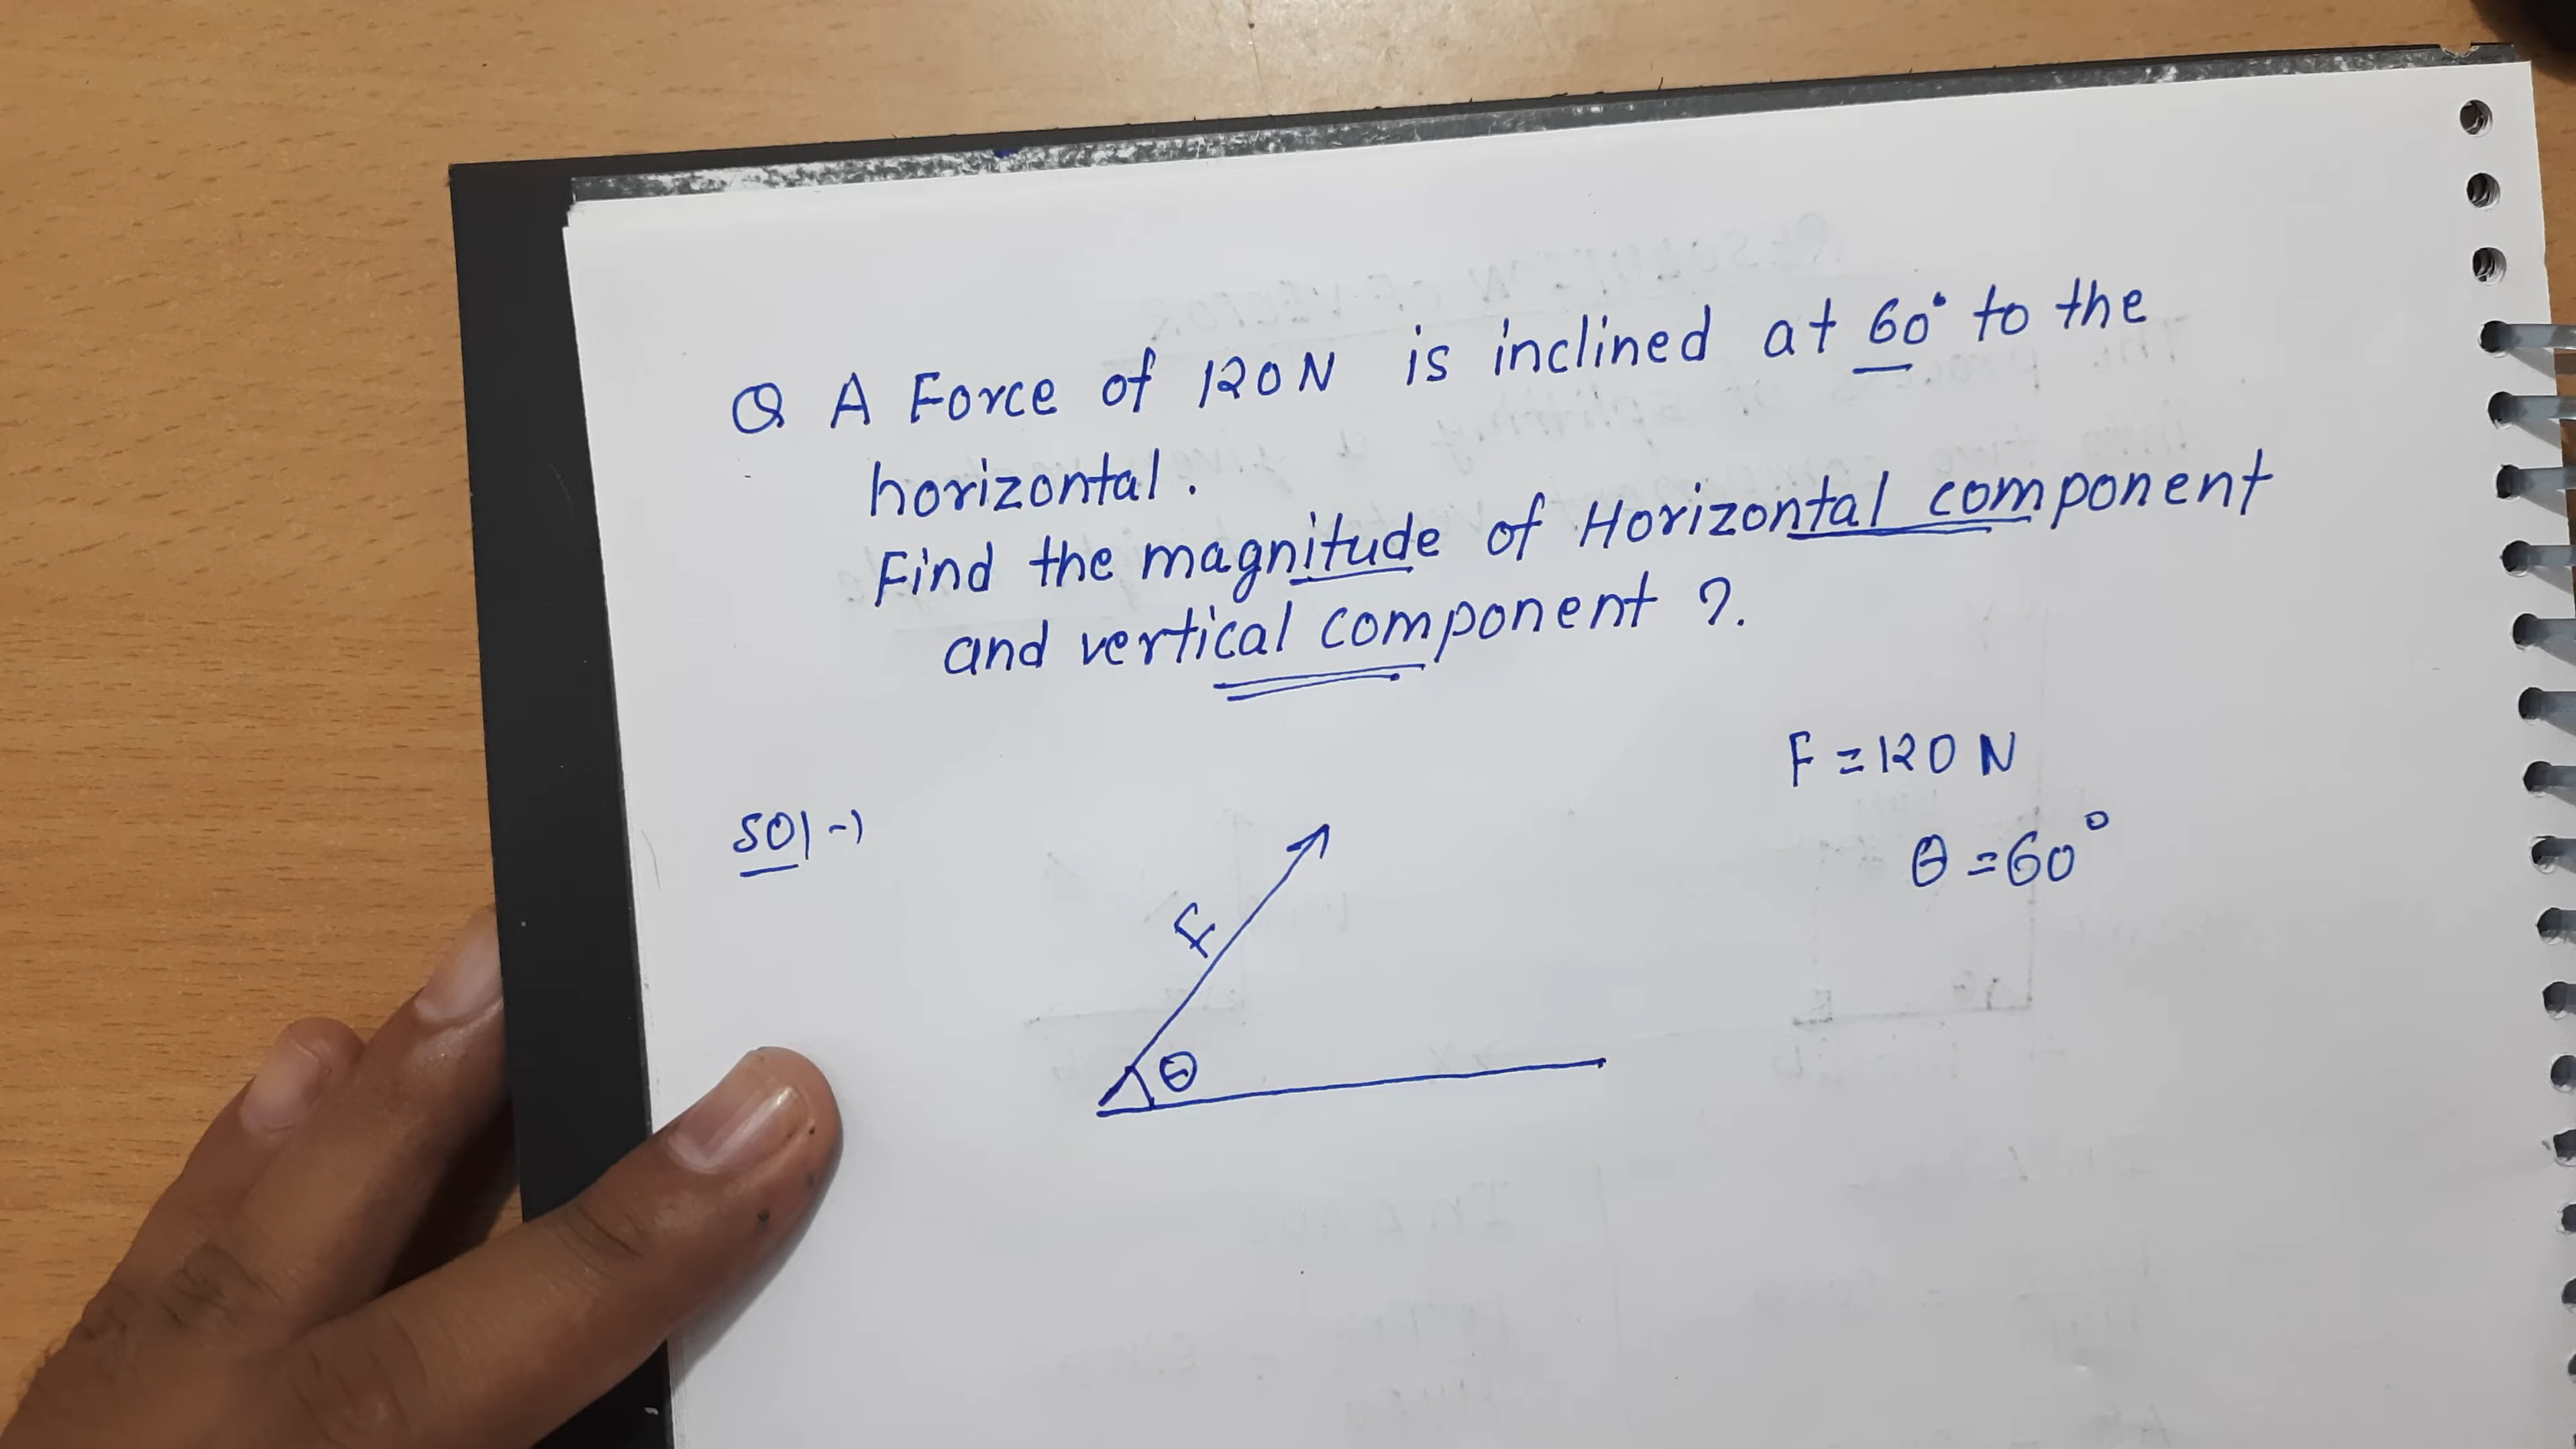 Q A Force of 120N is inclined at 60° to the
horizontal.
Find the magnitude of Horizontal component
and vertical component ?.
F = 120 N
Sol →
θ = 60°
F
θ